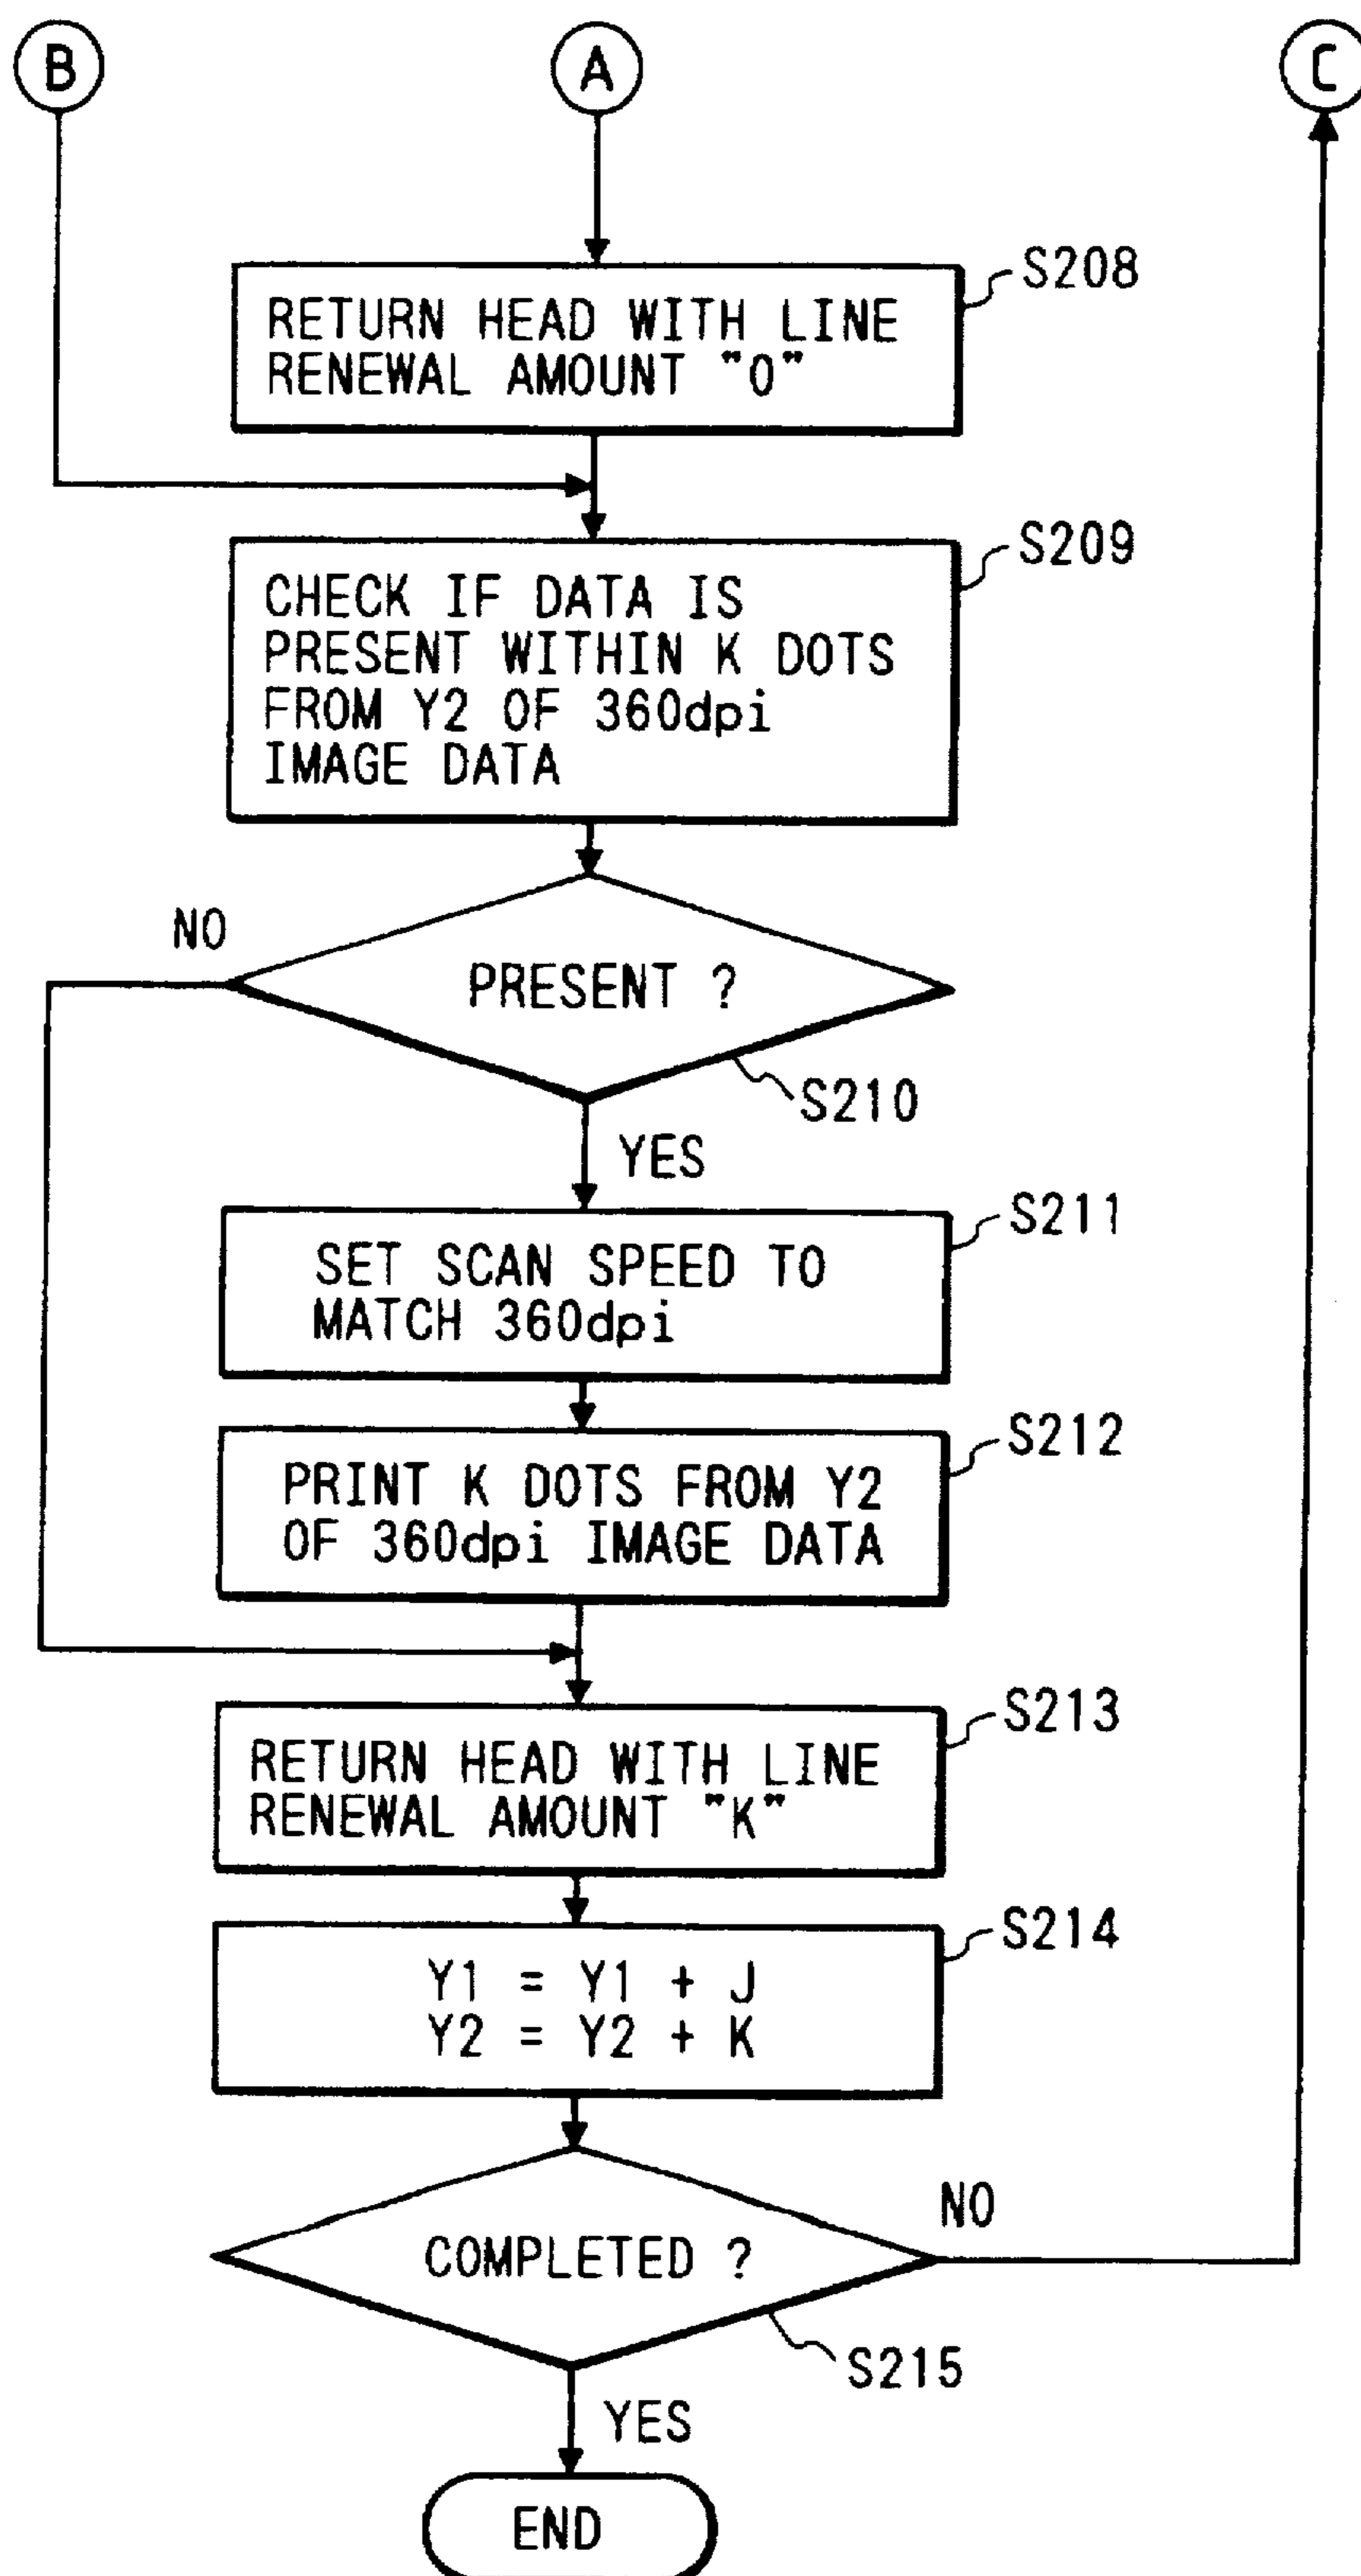 B
A
C
S208
RETURN HEAD WITH LINE
RENEWAL AMOUNT "0"
S209
CHECK IF DATA IS
PRESENT WITHIN K DOTS
FROM Y2 OF 360dpi
IMAGE DATA
NO
PRESENT ?
S210
YES
S211
SET SCAN SPEED TO
MATCH 360dpi
S212
PRINT K DOTS FROM Y2
OF 360dpi IMAGE DATA
S213
RETURN HEAD WITH LINE
RENEWAL AMOUNT "K"
S214
Y1 = Y1 + J
Y2 = Y2 + K
NO
COMPLETED ?
S215
YES
END